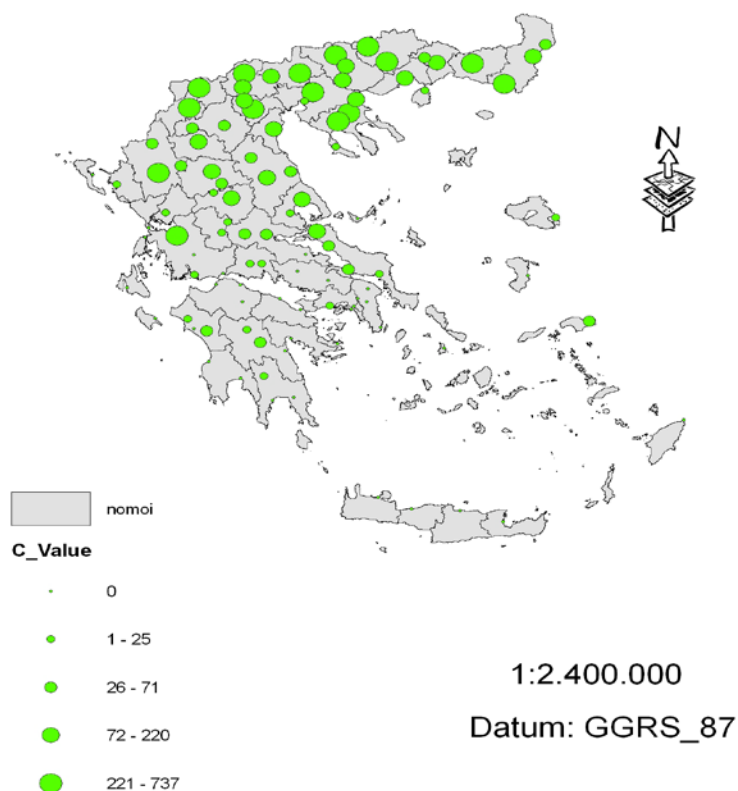 N
nomoi
C_Value
0
1 - 25
26 - 71
72 - 220
221 - 737
1:2.400.000
Datum: GGRS_87